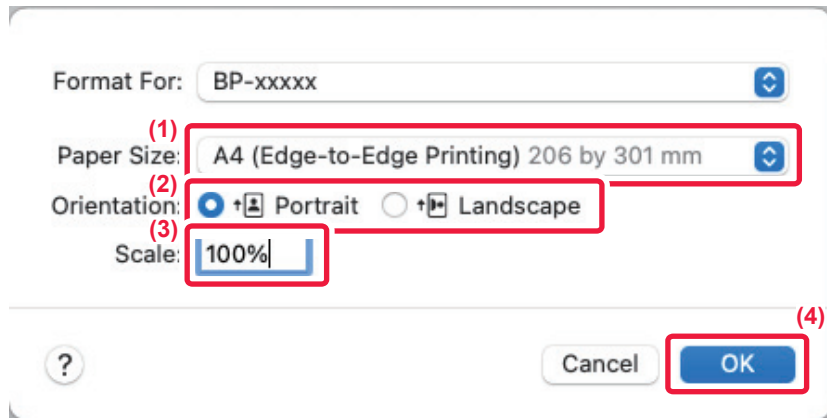 Format For: BP-xxxxx
(1)
Paper Size: A4 (Edge-to-Edge Printing) 206 by 301 mm
(2)
Orientation: Portrait Landscape
(3)
Scale: 100%
(4)
? Cancel OK